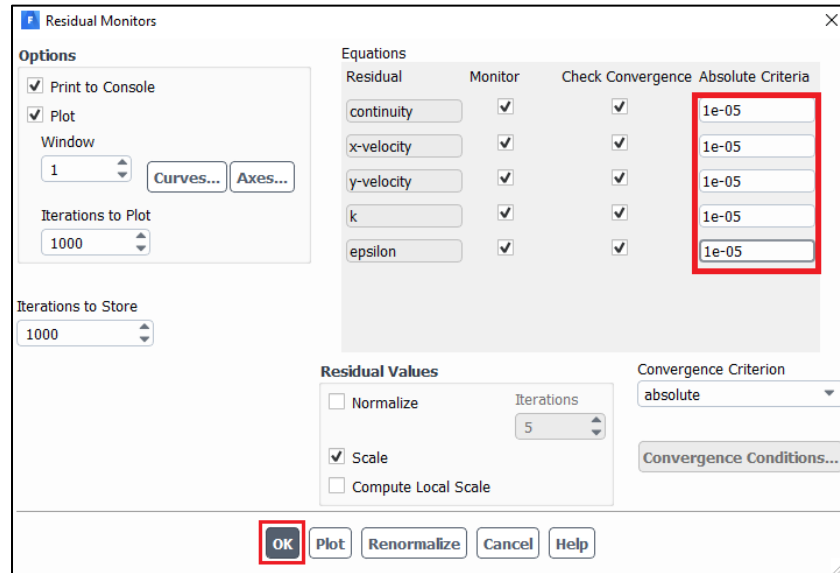 F Residual Monitors
Options
Print to Console
Plot
Window
1
Curves... Axes...
Iterations to Plot
1000
Iterations to Store
1000
Equations
Residual Monitor Check Convergence Absolute Criteria
continuity 1e-05
x-velocity 1e-05
y-velocity 1e-05
k 1e-05
epsilon 1e-05
Residual Values
Normalize
Iterations
5
Scale
Compute Local Scale
Convergence Criterion
absolute
Convergence Conditions...
OK Plot Renormalize Cancel Help